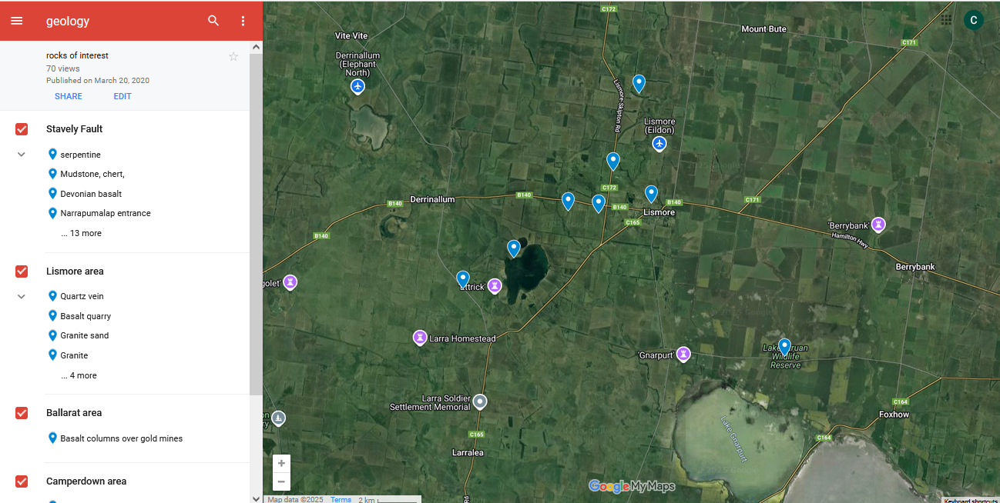 geology
rocks of interest
70 views
Published on March 20, 2020
SHARE
EDIT
Stavely Fault
serpentine
Mudstone, chert,
Devonian basalt
Narrapumalap entrance
... 13 more
Lismore area
Quartz vein
Basalt quarry
Granite sand
Granite
... 4 more
Ballarat area
Basalt columns over gold mines
Camperdown area
C172
Mount Bute
C
Vite Vite
C171
Derrinallum
(Elephant
North)
Lismore-Skipton Rd
Lismore
(Eildon)
C172
B140
Derrinallum
B140
B140
B140
C171
Lismore
C165
'Berrybank'
Hamilton Hwy
B140
Berrybank
golet'
Ettrick'
Larra Homestead
'Gnarpurt'
Wildlife
Reserve
Larra Soldier
Settlement Memorial
C164
Foxhow
Lake Gnarpurt
C165
C164
Larralea
+
−
Google My Maps
Map data ©2025
Terms
2 km
Keyboard shortcuts